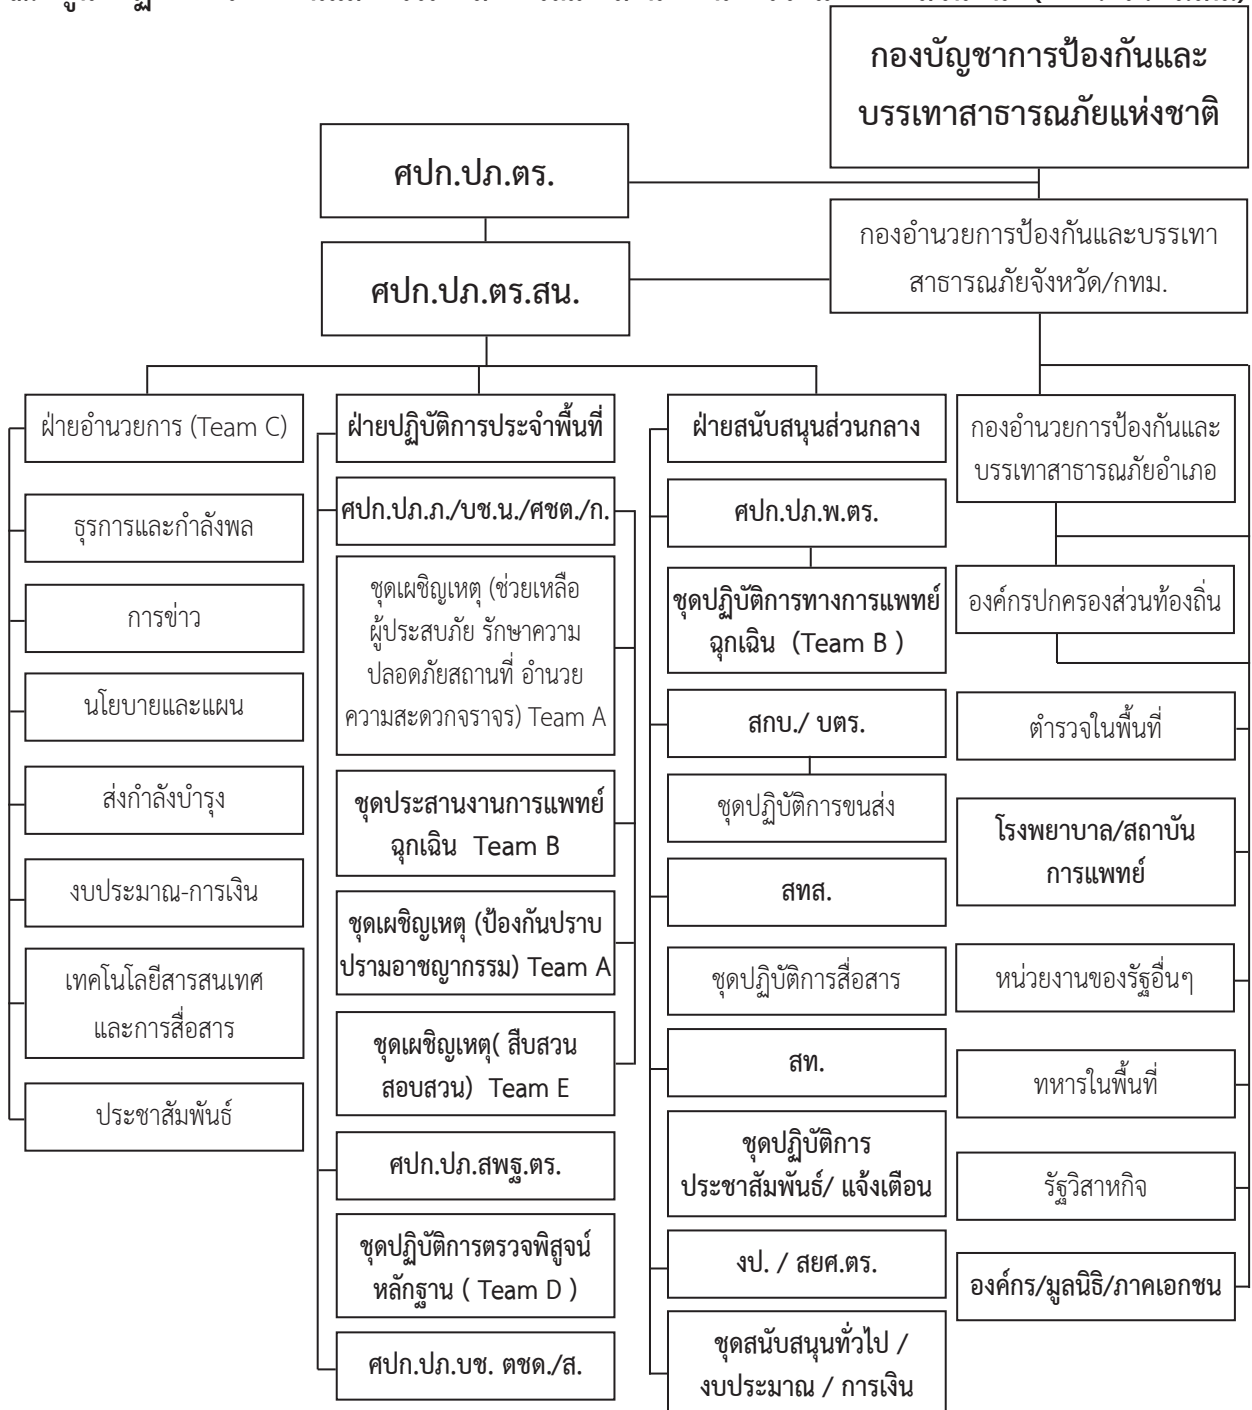 กองบัญชาการป้องกันและ
บรรเทาสาธารณภัยแห่งชาติ
ศปก.ปภ.ตร.
กองอำนวยการป้องกันและบรรเทา
สาธารณภัยจังหวัด/กทม.
ศปก.ปภ.ตร.สน.
ฝ่ายอำนวยการ (Team C)
ธุรการและกำลังพล
การข่าว
นโยบายและแผน
ส่งกำลังบำรุง
งบประมาณ-การเงิน
เทคโนโลยีสารสนเทศ
และการสื่อสาร
ประชาสัมพันธ์
ฝ่ายปฏิบัติการประจำพื้นที่
ศปก.ปภ.ภ./บช.น./ศชต./ก.
ชุดเผชิญเหตุ (ช่วยเหลือ
ผู้ประสบภัย รักษาความ
ปลอดภัยสถานที่ อำนวย
ความสะดวกจราจร) Team A
ชุดประสานงานการแพทย์
ฉุกเฉิน Team B
ชุดเผชิญเหตุ (ป้องกันปราบ
ปรามอาชญากรรม) Team A
ชุดเผชิญเหตุ( สืบสวน
สอบสวน) Team E
ศปก.ปภ.สพฐ.ตร.
ชุดปฏิบัติการตรวจพิสูจน์
หลักฐาน ( Team D )
ศปก.ปภ.บช. ตชด./ส.
ฝ่ายสนับสนุนส่วนกลาง
ศปก.ปภ.พ.ตร.
ชุดปฏิบัติการทางการแพทย์
ฉุกเฉิน (Team B )
สกบ./ บตร.
ชุดปฏิบัติการขนส่ง
สทส.
ชุดปฏิบัติการสื่อสาร
สท.
ชุดปฏิบัติการ
ประชาสัมพันธ์/ แจ้งเตือน
งป. / สยศ.ตร.
ชุดสนับสนุนทั่วไป /
งบประมาณ / การเงิน
กองอำนวยการป้องกันและ
บรรเทาสาธารณภัยอำเภอ
องค์กรปกครองส่วนท้องถิ่น
ตำรวจในพื้นที่
โรงพยาบาล/สถาบัน
การแพทย์
หน่วยงานของรัฐอื่นๆ
ทหารในพื้นที่
รัฐวิสาหกิจ
องค์กร/มูลนิธิ/ภาคเอกชน